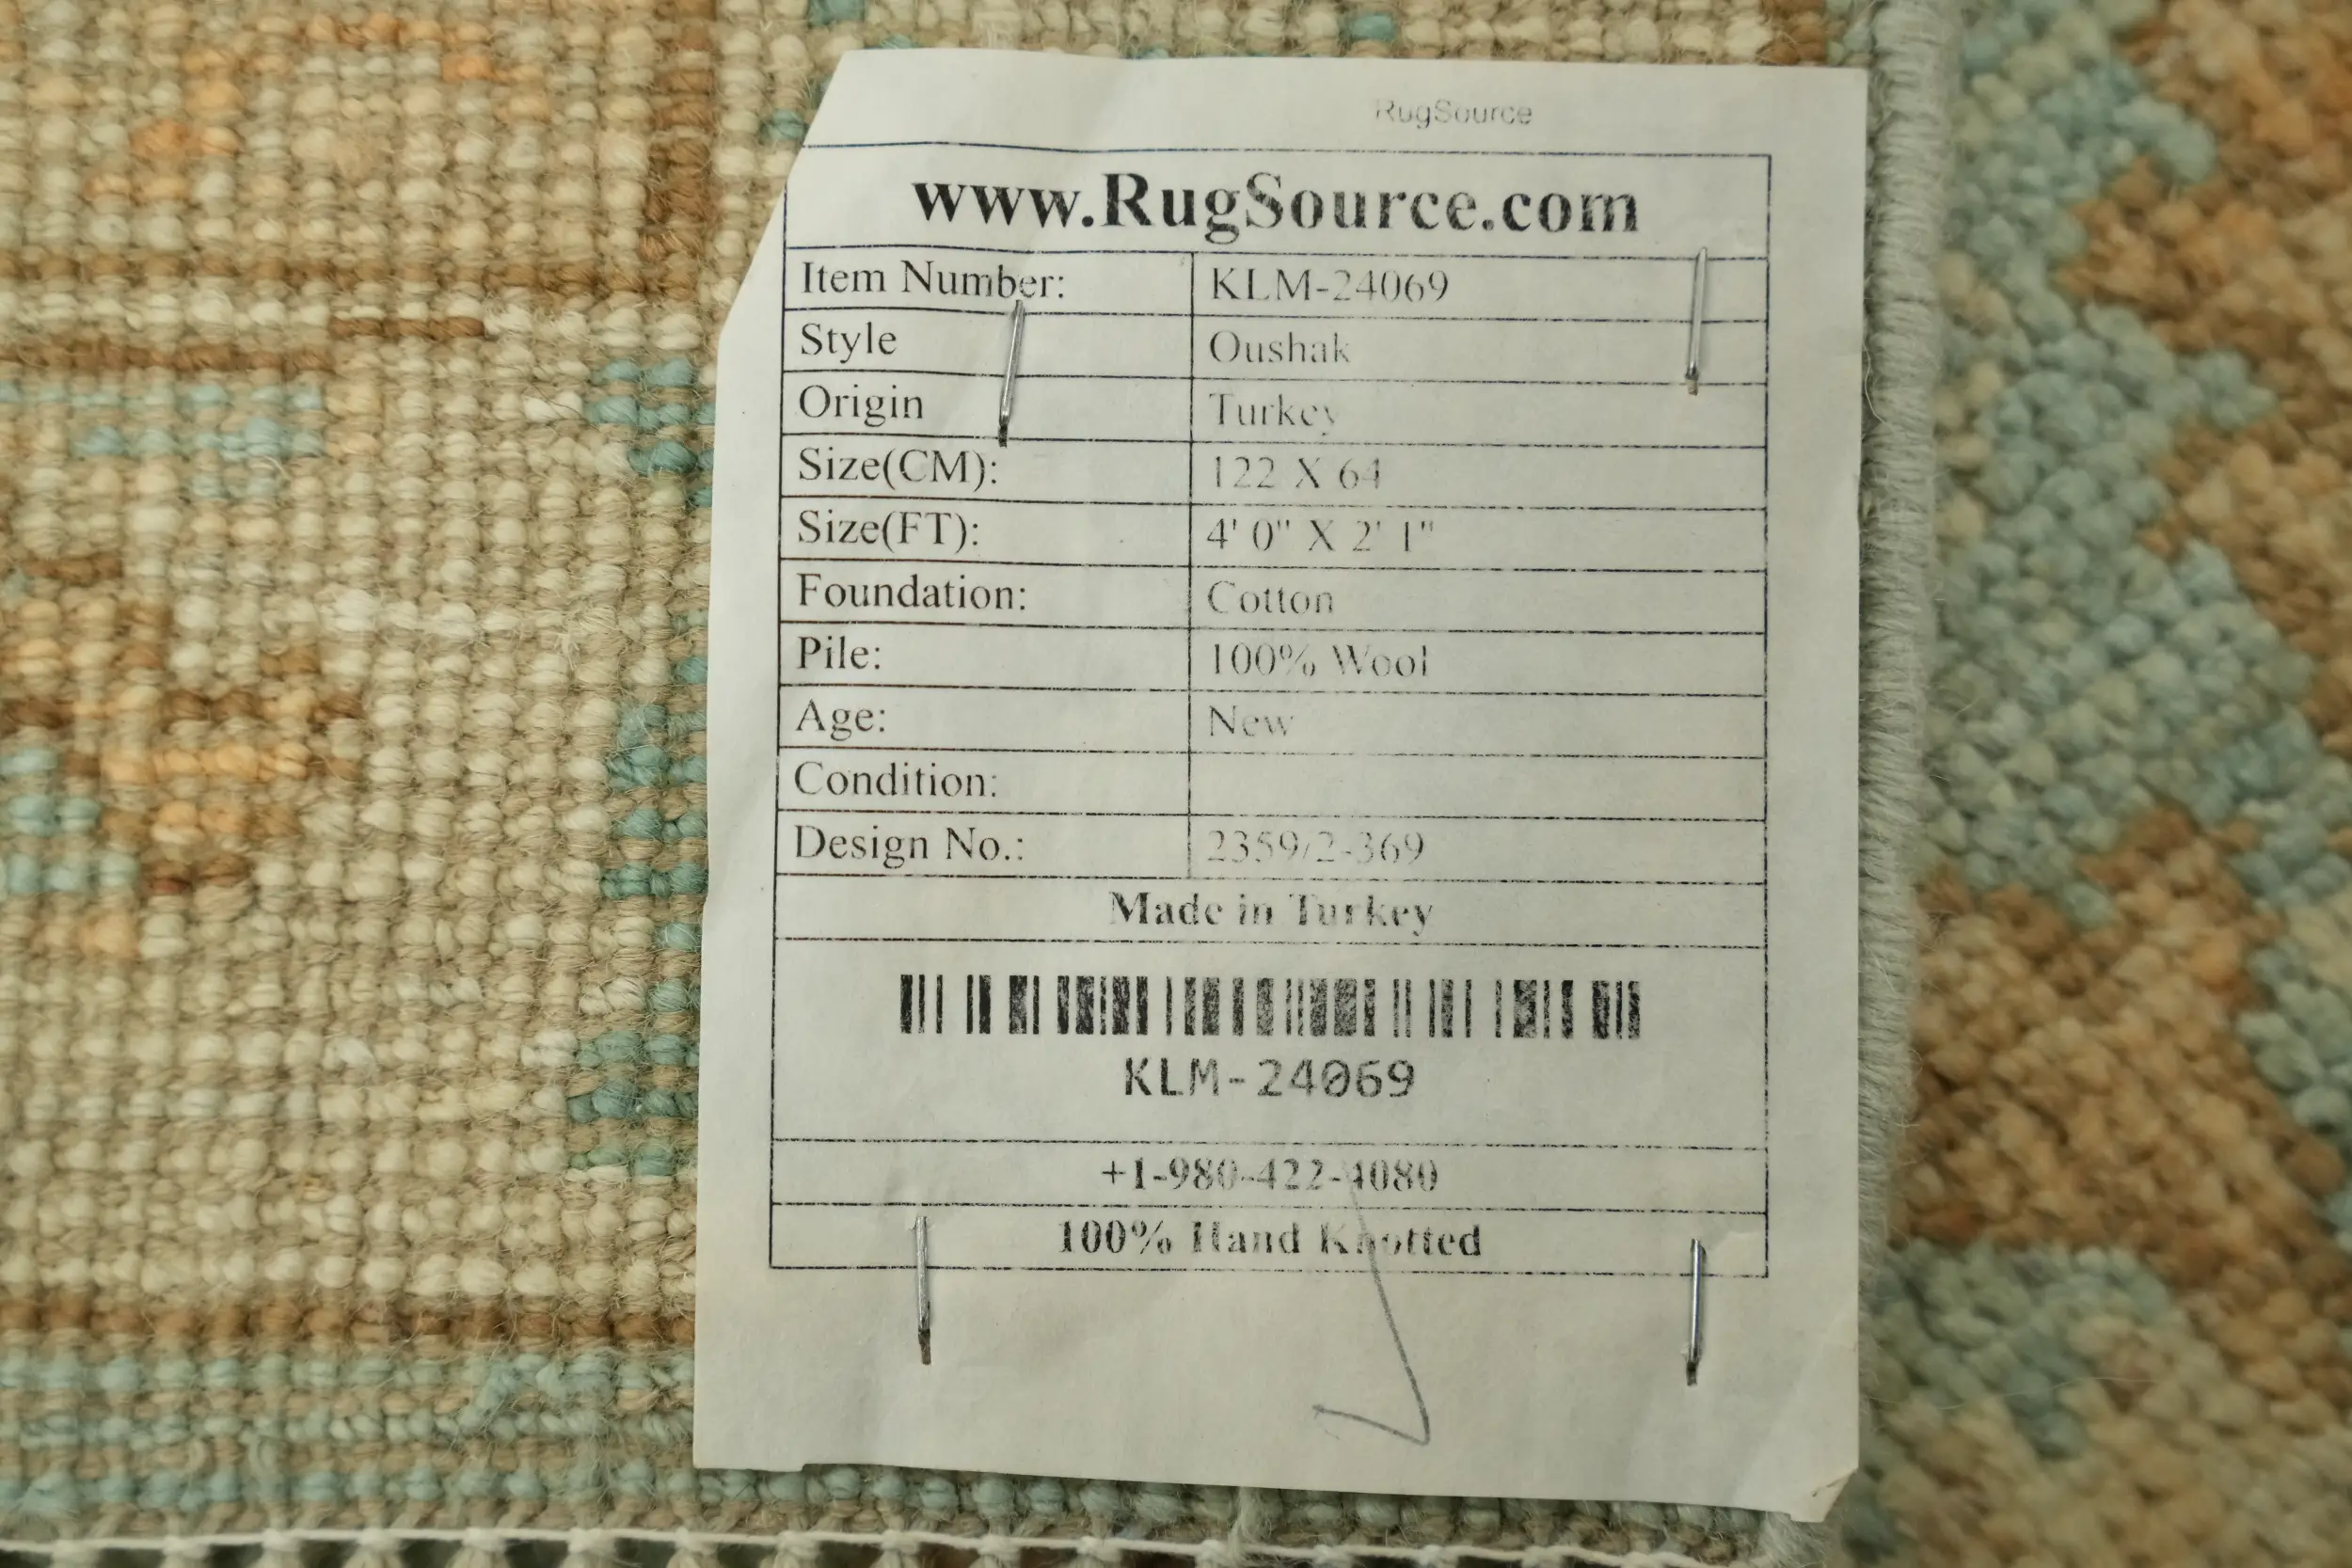 RugSource
www.RugSource.com
Item Number: KLM-24069
Style Oushak
Origin Turkey
Size(CM): 122 X 64
Size(FT): 4' 0" X 2' 1"
Foundation: Cotton
Pile: 100% Wool
Age: New
Condition:
Design No.: 2359/2-369
Made in Turkey
KLM-24069
+1-980-422-4080
100% Hand Knotted